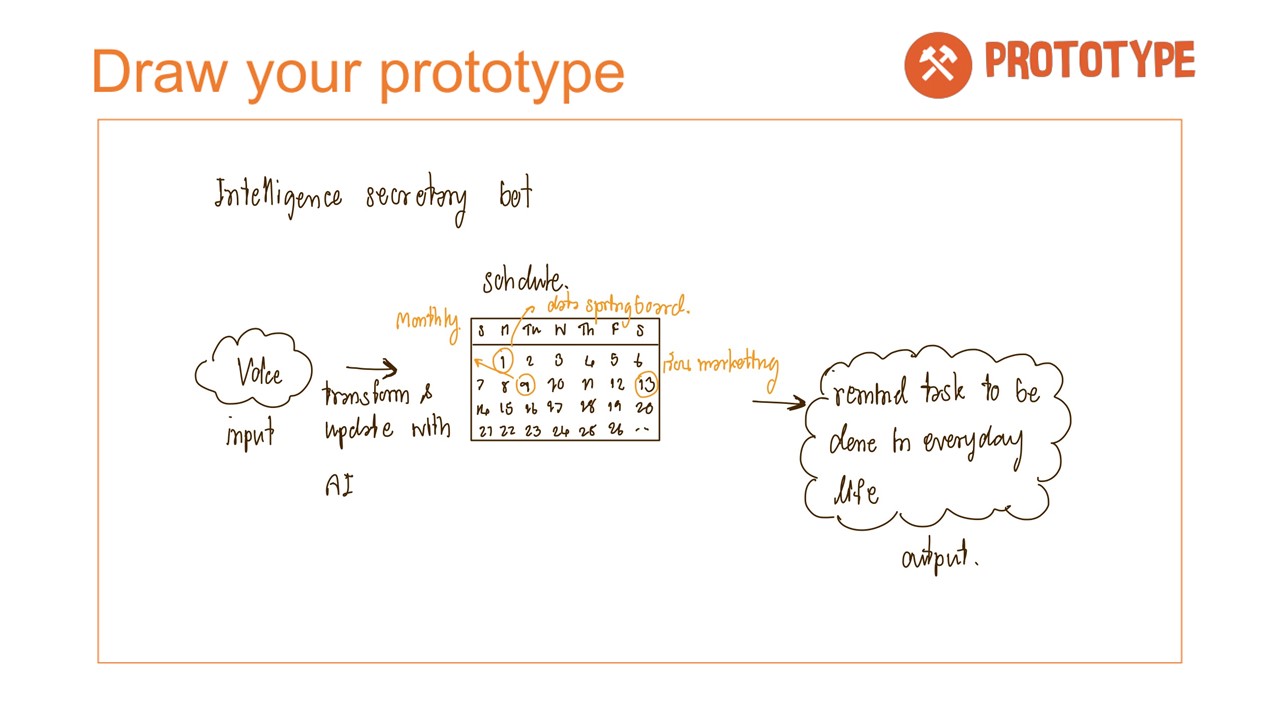 Draw your prototype
PROTOTYPE
Intelligence secretary bot
schdule.
data springboard.
Monthly.
S M Tu W Th F S
1 2 3 4 5 6
7 8 9 10 11 12 13
14 15 16 17 18 19 20
21 22 23 24 25 26 ..
marketing
Voice
input
transform &
update with
AI
remind task to be
done in everyday
life
output.